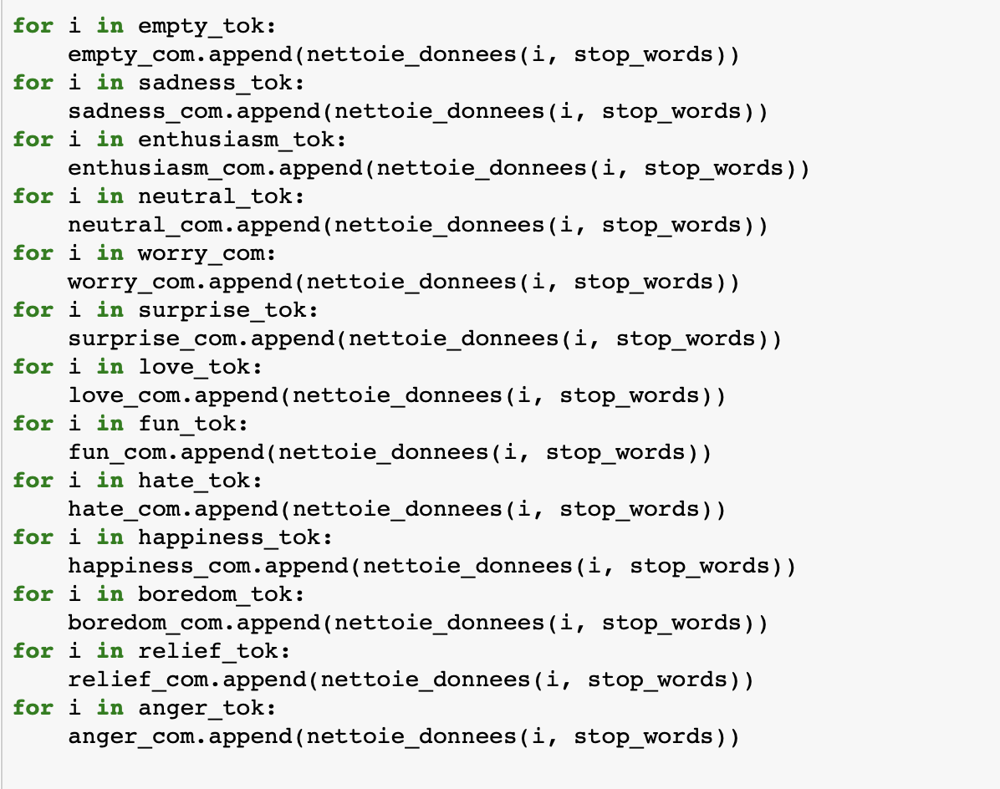 for i in empty_tok:
    empty_com.append(nettoie_donnees(i, stop_words))
for i in sadness_tok:
    sadness_com.append(nettoie_donnees(i, stop_words))
for i in enthusiasm_tok:
    enthusiasm_com.append(nettoie_donnees(i, stop_words))
for i in neutral_tok:
    neutral_com.append(nettoie_donnees(i, stop_words))
for i in worry_com:
    worry_com.append(nettoie_donnees(i, stop_words))
for i in surprise_tok:
    surprise_com.append(nettoie_donnees(i, stop_words))
for i in love_tok:
    love_com.append(nettoie_donnees(i, stop_words))
for i in fun_tok:
    fun_com.append(nettoie_donnees(i, stop_words))
for i in hate_tok:
    hate_com.append(nettoie_donnees(i, stop_words))
for i in happiness_tok:
    happiness_com.append(nettoie_donnees(i, stop_words))
for i in boredom_tok:
    boredom_com.append(nettoie_donnees(i, stop_words))
for i in relief_tok:
    relief_com.append(nettoie_donnees(i, stop_words))
for i in anger_tok:
    anger_com.append(nettoie_donnees(i, stop_words))